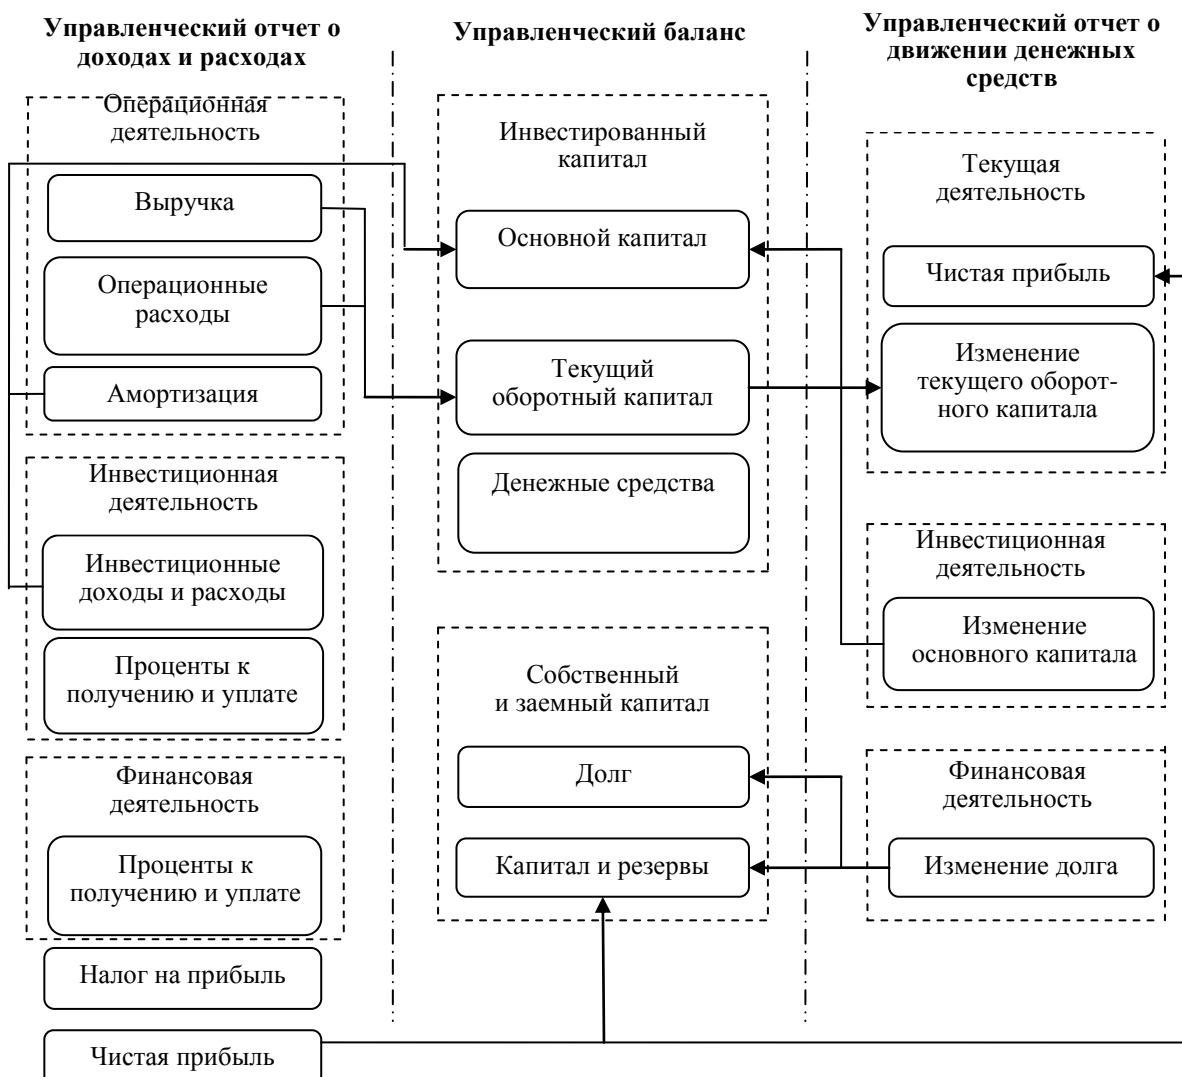 Управленческий отчет о
доходах и расходах
Операционная
деятельность
Выручка
Операционные
расходы
Амортизация
Инвестиционная
деятельность
Инвестиционные
доходы и расходы
Проценты к
получению и уплате
Финансовая
деятельность
Проценты к
получению и уплате
Налог на прибыль
Чистая прибыль
Управленческий баланс
Инвестированный
капитал
Основной капитал
Текущий
оборотный капитал
Денежные средства
Собственный
и заемный капитал
Долг
Капитал и резервы
Управленческий отчет о
движении денежных
средств
Текущая
деятельность
Чистая прибыль
Изменение
текущего оборот-
ного капитала
Инвестиционная
деятельность
Изменение
основного капитала
Финансовая
деятельность
Изменение долга